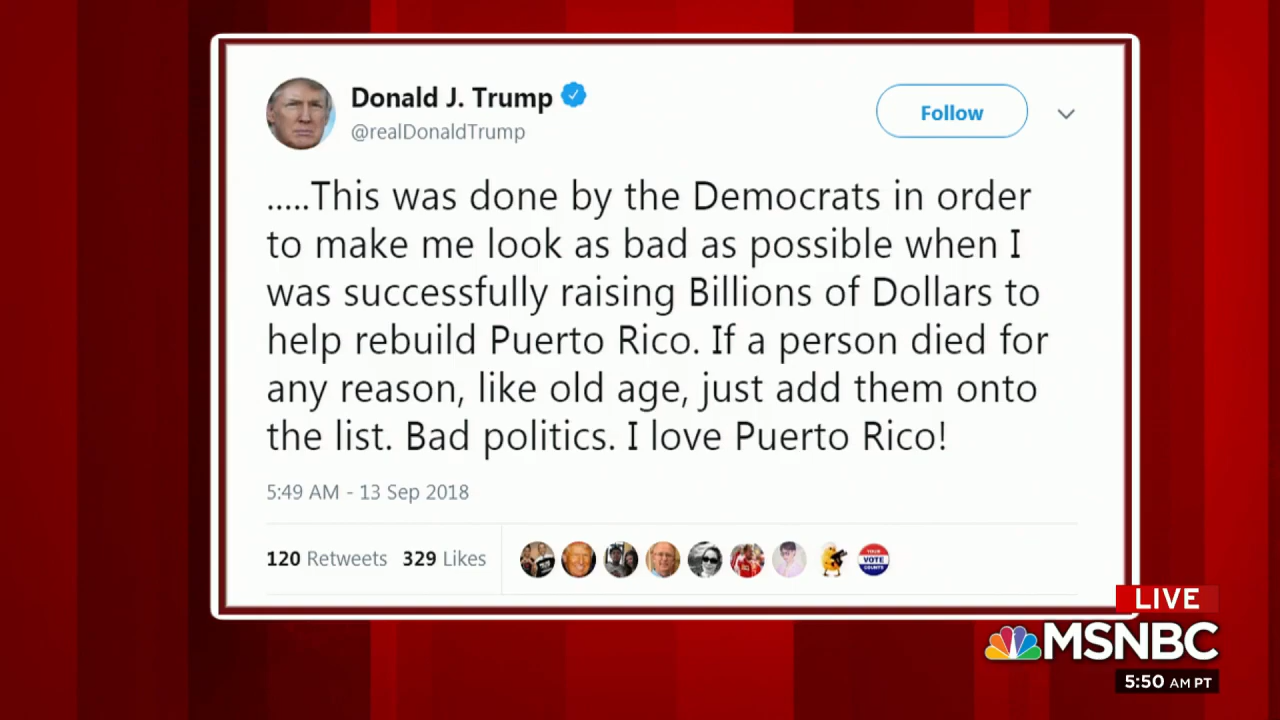 Donald J. Trump
@realDonaldTrump
Follow
.....This was done by the Democrats in order
to make me look as bad as possible when I
was successfully raising Billions of Dollars to
help rebuild Puerto Rico. If a person died for
any reason, like old age, just add them onto
the list. Bad politics. I love Puerto Rico!
5:49 AM - 13 Sep 2018
120 Retweets 329 Likes
YOUR
VOTE
COUNTS
LIVE
MSNBC
5:50 AM PT